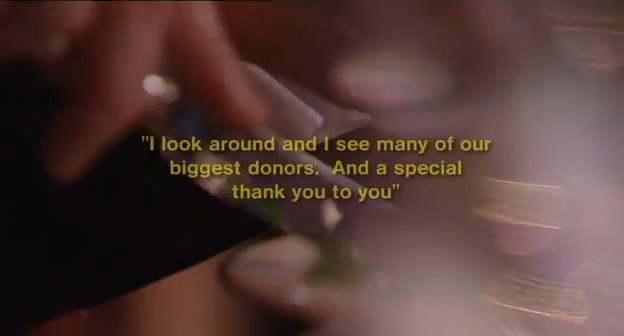 "I look around and I see many of our
biggest donors.  And a special
thank you to you"